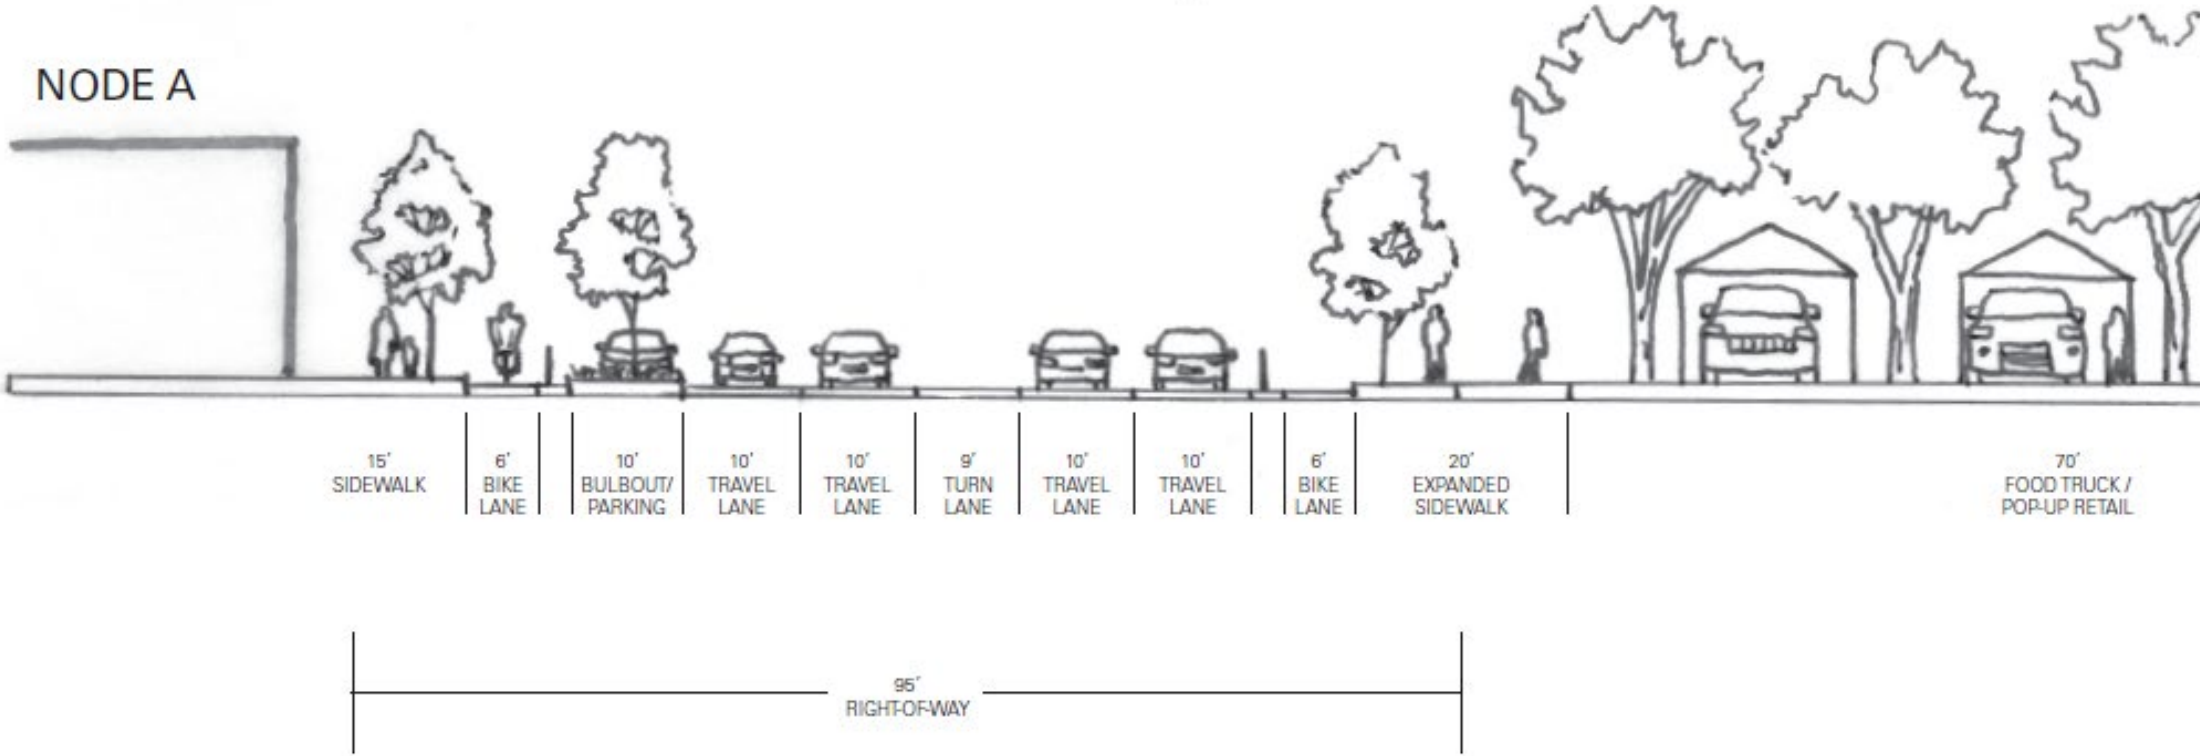 NODE A
15'
SIDEWALK
6'
BIKE
LANE
10'
BULBOUT/
PARKING
10'
TRAVEL
LANE
10'
TRAVEL
LANE
9'
TURN
LANE
10'
TRAVEL
LANE
10'
TRAVEL
LANE
6'
BIKE
LANE
20'
EXPANDED
SIDEWALK
70'
FOOD TRUCK /
POP-UP RETAIL
95'
RIGHT-OF-WAY